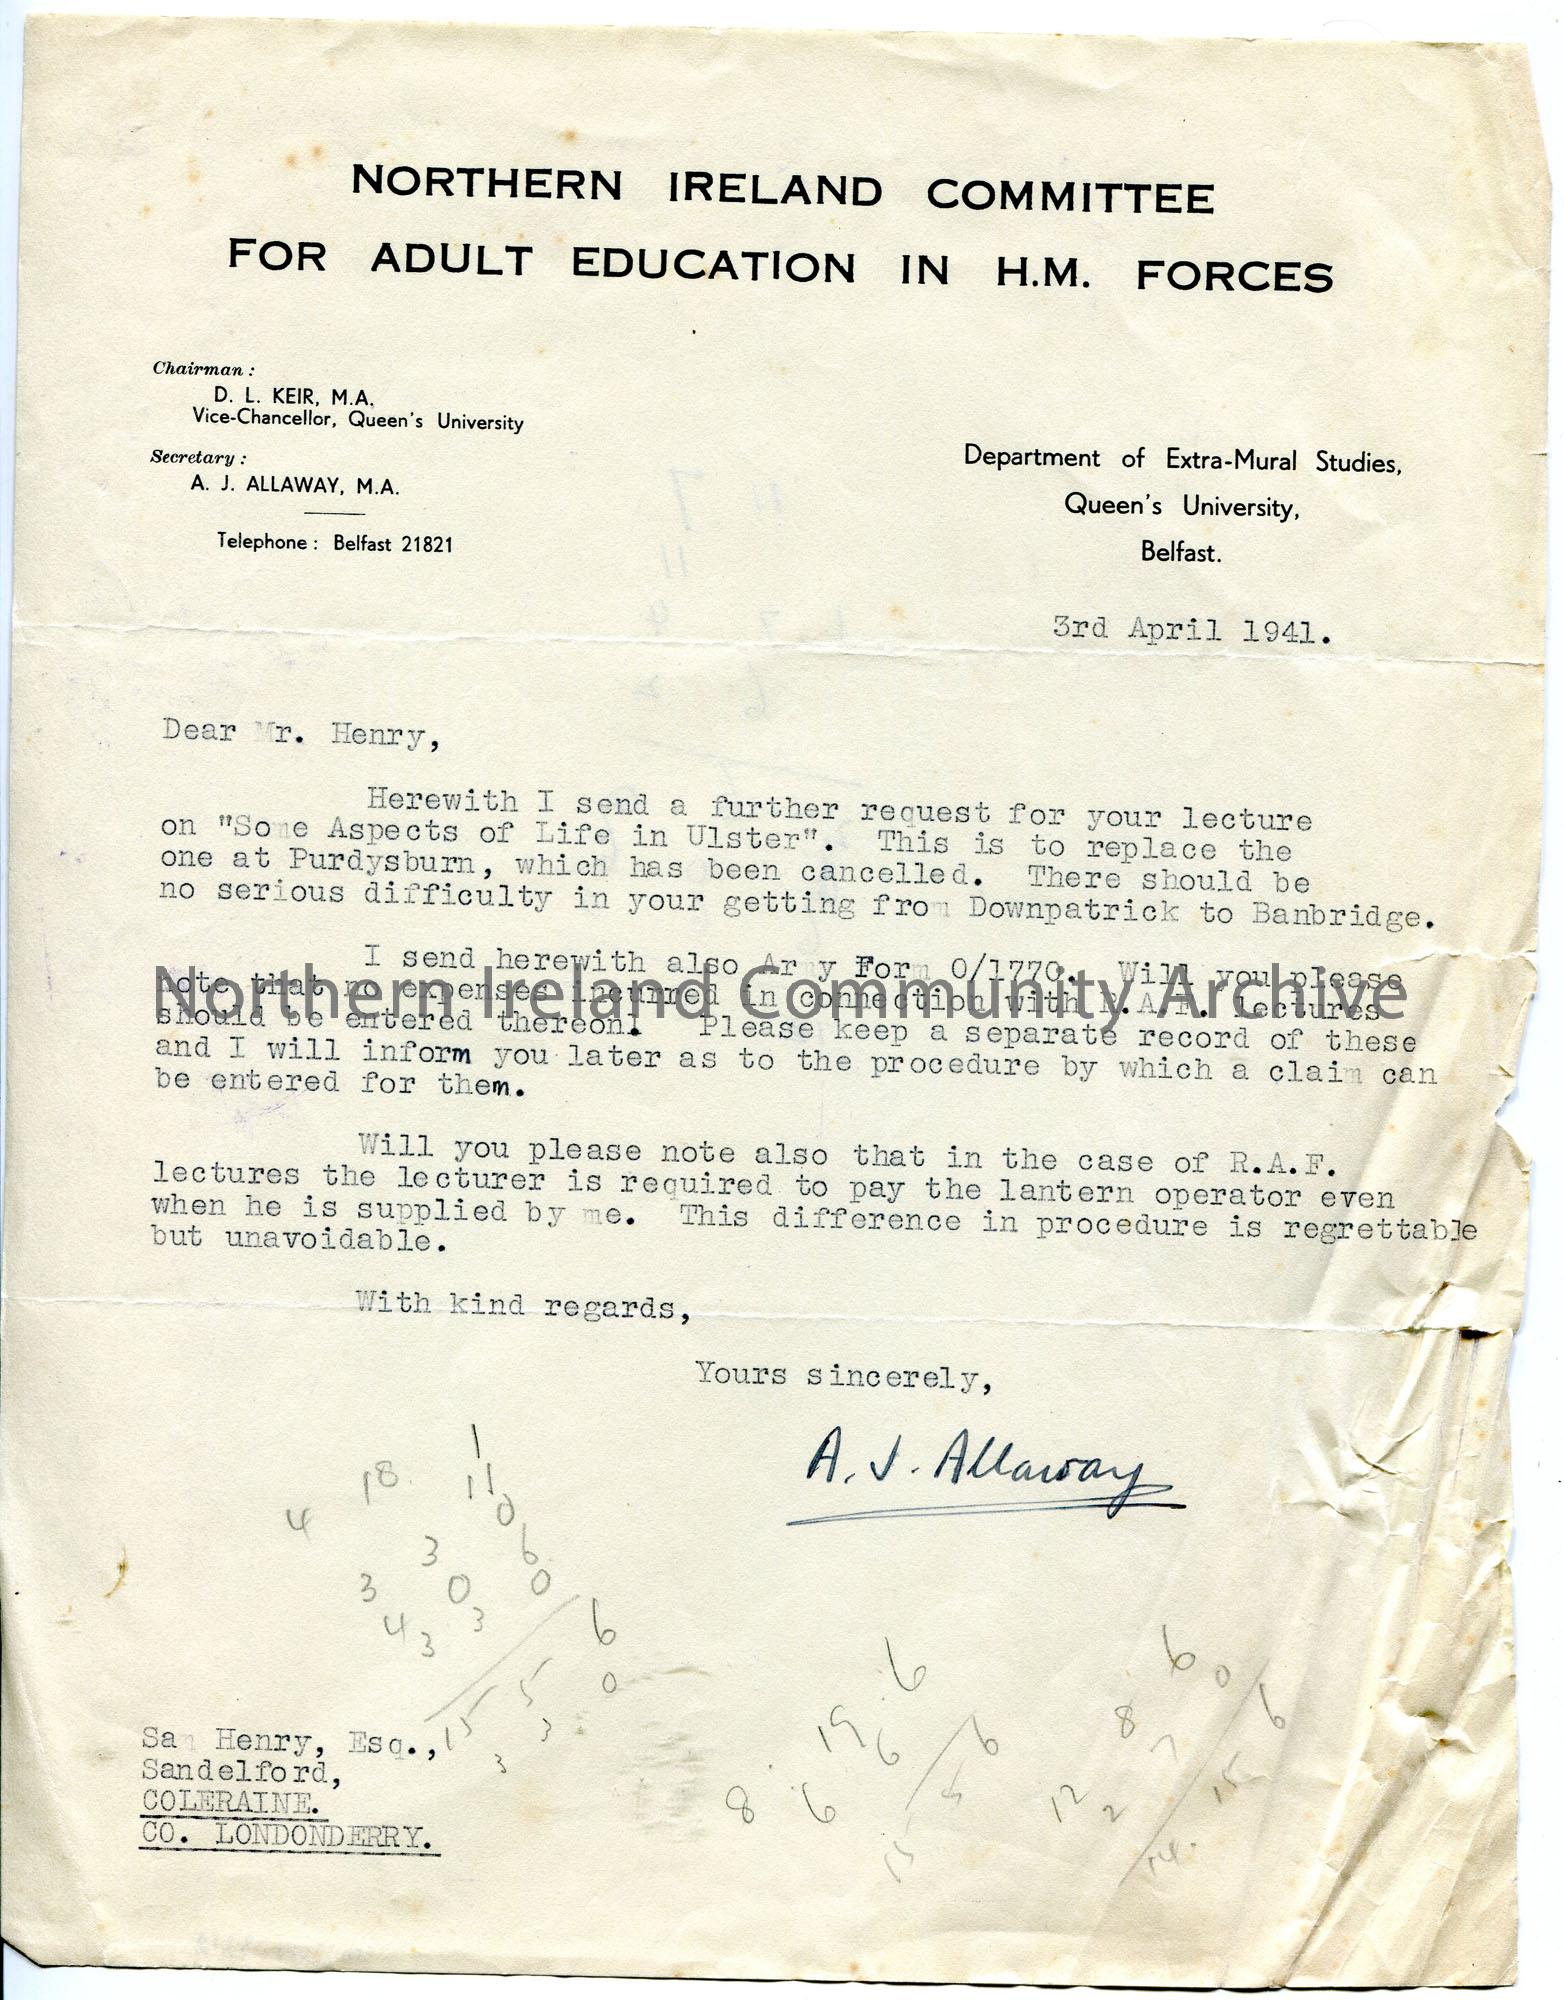 NORTHERN IRELAND COMMITTEE
FOR ADULT EDUCATION IN H.M. FORCES
Chairman :
D. L. KEIR, M.A.
Vice-Chancellor, Queen's University
Secretary :
A. J. ALLAWAY, M.A.
Telephone : Belfast 21821
Department of Extra-Mural Studies,
Queen's University,
Belfast.
3rd April 1941.
Dear Mr. Henry,
Herewith I send a further request for your lecture
on "Some Aspects of Life in Ulster". This is to replace the
one at Purdysburn, which has been cancelled. There should be
no serious difficulty in your getting from Downpatrick to Banbridge.
I send herewith also Army Form O/1770. Will you please
note that no expenses incurred in connection with R.A.F. lectures
should be entered thereon. Please keep a separate record of these
and I will inform you later as to the procedure by which a claim can
be entered for them.
Northern Ireland Community Archive
Will you please note also that in the case of R.A.F.
lectures the lecturer is required to pay the lantern operator even
when he is supplied by me. This difference in procedure is regrettable
but unavoidable.
With kind regards,
Yours sincerely,
A. J. Allaway
Sam Henry, Esq.,
Sandelford,
COLERAINE.
CO. LONDONDERRY.